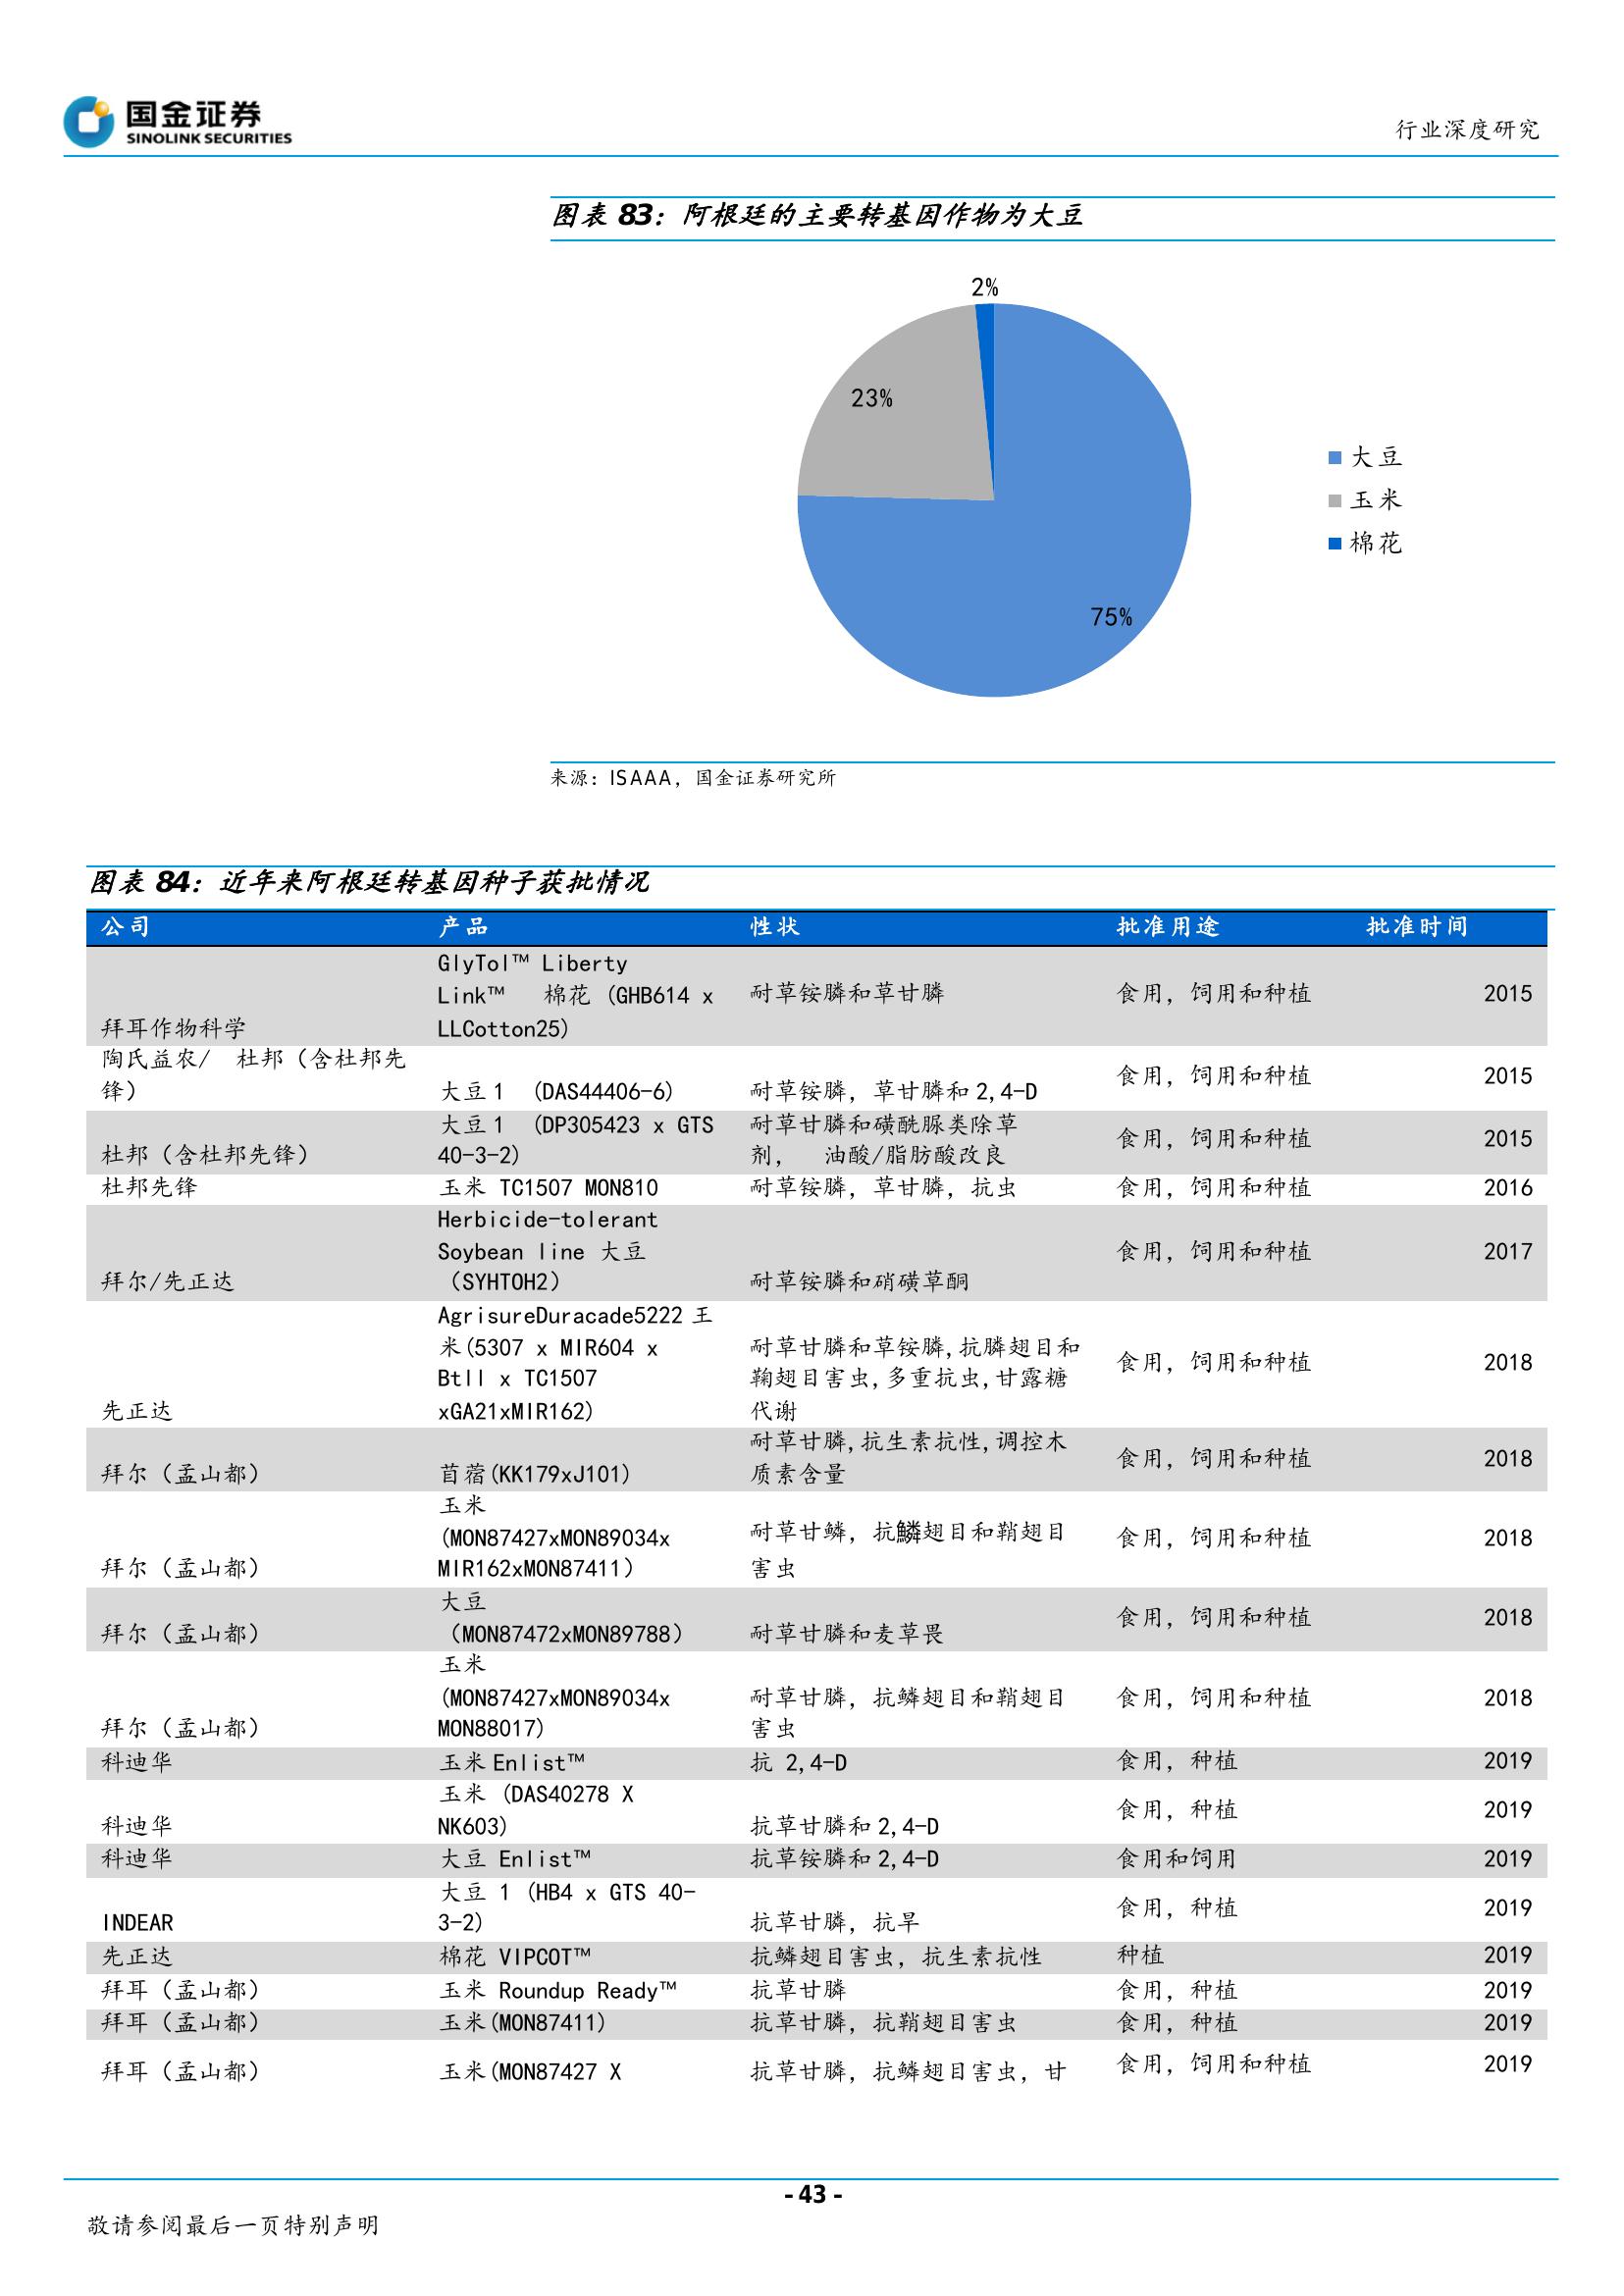 国金证券
SINOLINK SECURITIES
行业深度研究
图表 83：阿根廷的主要转基因作物为大豆
2%
23%
75%
大豆
玉米
棉花
来源：ISAAA，国金证券研究所
图表 84：近年来阿根廷转基因种子获批情况
公司 产品 性状 批准用途 批准时间
GlyTol™ Liberty
Link™ 棉花 (GHB614 x 耐草铵膦和草甘膦 食用，饲用和种植 2015
拜耳作物科学 LLCotton25)
陶氏益农/ 杜邦（含杜邦先 食用，饲用和种植 2015
锋） 大豆1 (DAS44406-6) 耐草铵膦，草甘膦和2,4-D
大豆1 (DP305423 x GTS 耐草甘膦和磺酰脲类除草 食用，饲用和种植 2015
杜邦（含杜邦先锋） 40-3-2) 剂， 油酸/脂肪酸改良
杜邦先锋 玉米 TC1507 MON810 耐草铵膦，草甘膦，抗虫 食用，饲用和种植 2016
Herbicide-tolerant
Soybean line 大豆 食用，饲用和种植 2017
拜尔/先正达 （SYHTOH2） 耐草铵膦和硝磺草酮
AgrisureDuracade5222 王
米(5307 x MIR604 x 耐草甘膦和草铵膦,抗膦翅目和
Btll x TC1507 鞠翅目害虫,多重抗虫,甘露糖 食用，饲用和种植 2018
先正达 xGA21xMIR162) 代谢
耐草甘膦,抗生素抗性,调控木 食用，饲用和种植 2018
拜尔（孟山都） 苜蓿(KK179xJ101) 质素含量
玉米
(MON87427xMON89034x 耐草甘鳞，抗鱗翅目和鞘翅目 食用，饲用和种植 2018
拜尔（孟山都） MIR162xMON87411) 害虫
大豆 食用，饲用和种植 2018
拜尔（孟山都） （MON87472xMON89788） 耐草甘膦和麦草畏
玉米
(MON87427xMON89034x 耐草甘膦，抗鳞翅目和鞘翅目 食用，饲用和种植 2018
拜尔（孟山都） MON88017) 害虫
科迪华 玉米Enlist™ 抗 2,4-D 食用，种植 2019
玉米 (DAS40278 X 食用，种植 2019
科迪华 NK603) 抗草甘膦和2,4-D
科迪华 大豆 Enlist™ 抗草铵膦和2,4-D 食用和饲用 2019
大豆 1 (HB4 x GTS 40- 食用，种植 2019
INDEAR 3-2) 抗草甘膦，抗旱
先正达 棉花 VIPCOT™ 抗鳞翅目害虫，抗生素抗性 种植 2019
拜耳（孟山都） 玉米 Roundup Ready™ 抗草甘膦 食用，种植 2019
拜耳（孟山都） 玉米(MON87411) 抗草甘膦，抗鞘翅目害虫 食用，种植 2019
拜耳（孟山都） 玉米(MON87427 X 抗草甘膦，抗鳞翅目害虫，甘 食用，饲用和种植 2019
- 43 -
敬请参阅最后一页特别声明